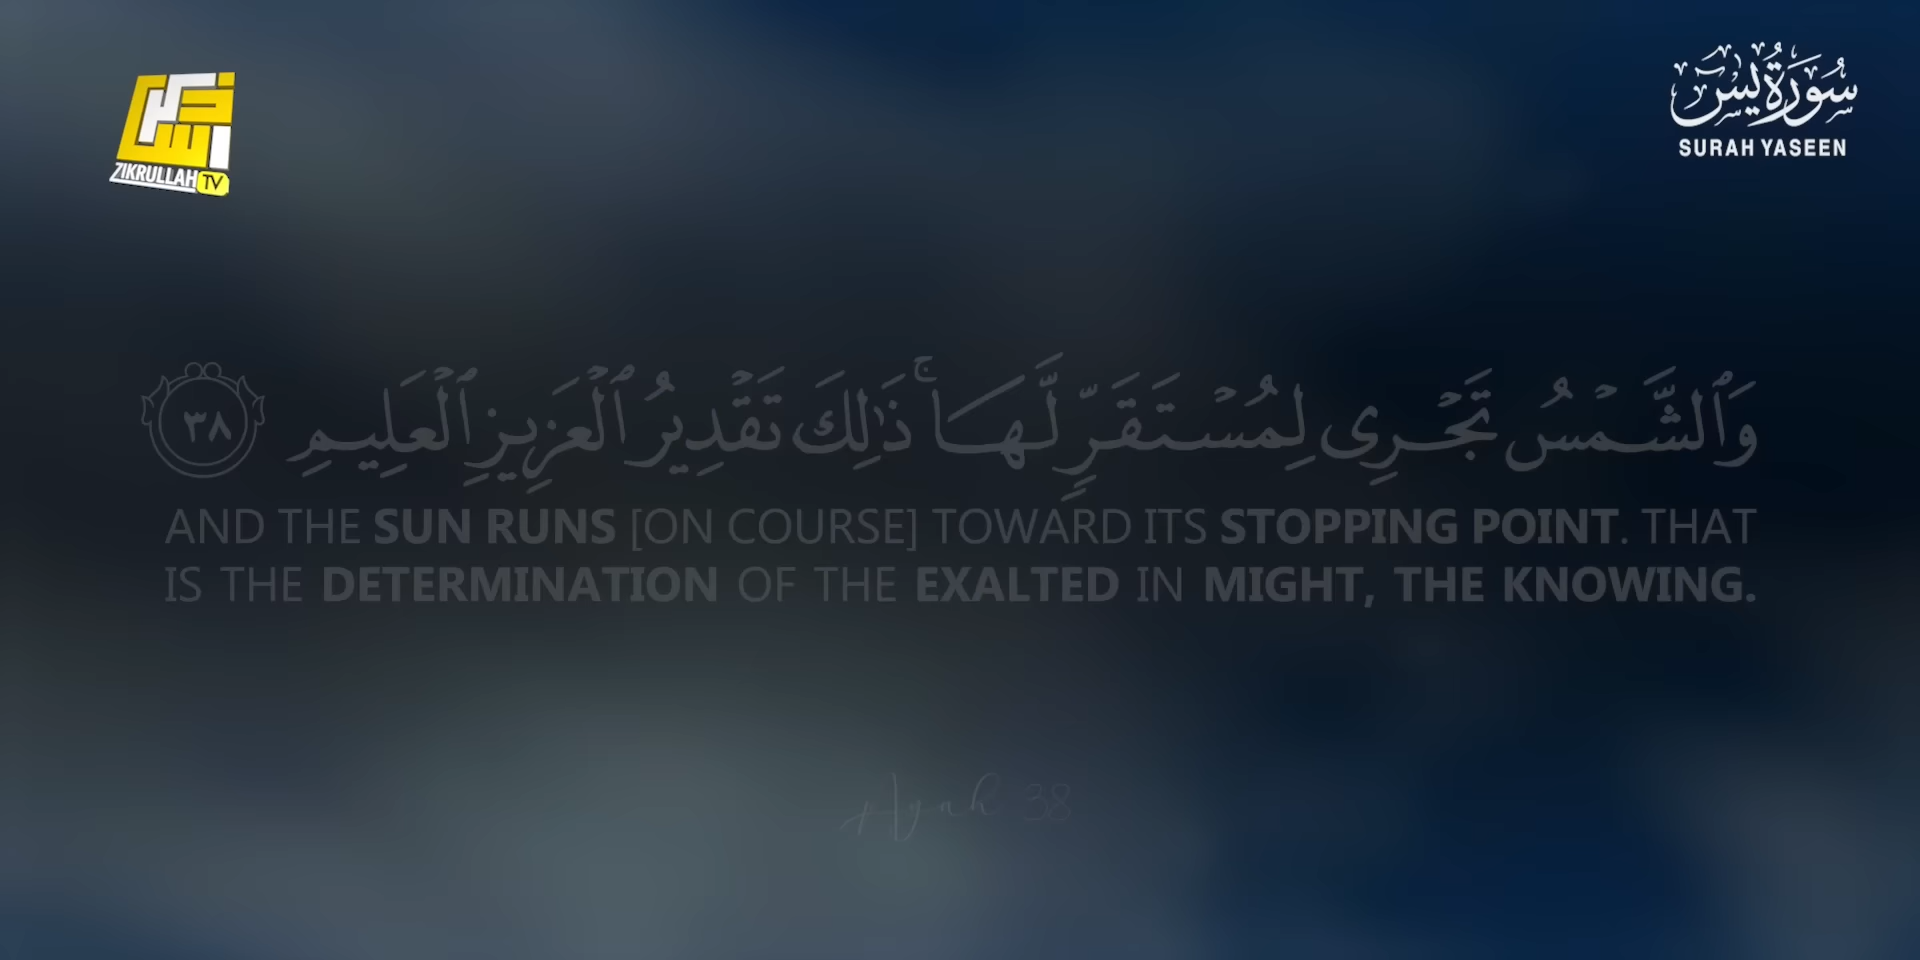 سُورَةُ يسٓ
SURAH YASEEN
ZIKRULLAH TV
وَٱلشَّمْسُ تَجْرِى لِمُسْتَقَرٍّ لَّهَا ۚ ذَٰلِكَ تَقْدِيرُ ٱلْعَزِيزِ ٱلْعَلِيمِ ٣٨
AND THE SUN RUNS [ON COURSE] TOWARD ITS STOPPING POINT. THAT
IS THE DETERMINATION OF THE EXALTED IN MIGHT, THE KNOWING.
Ayah 38